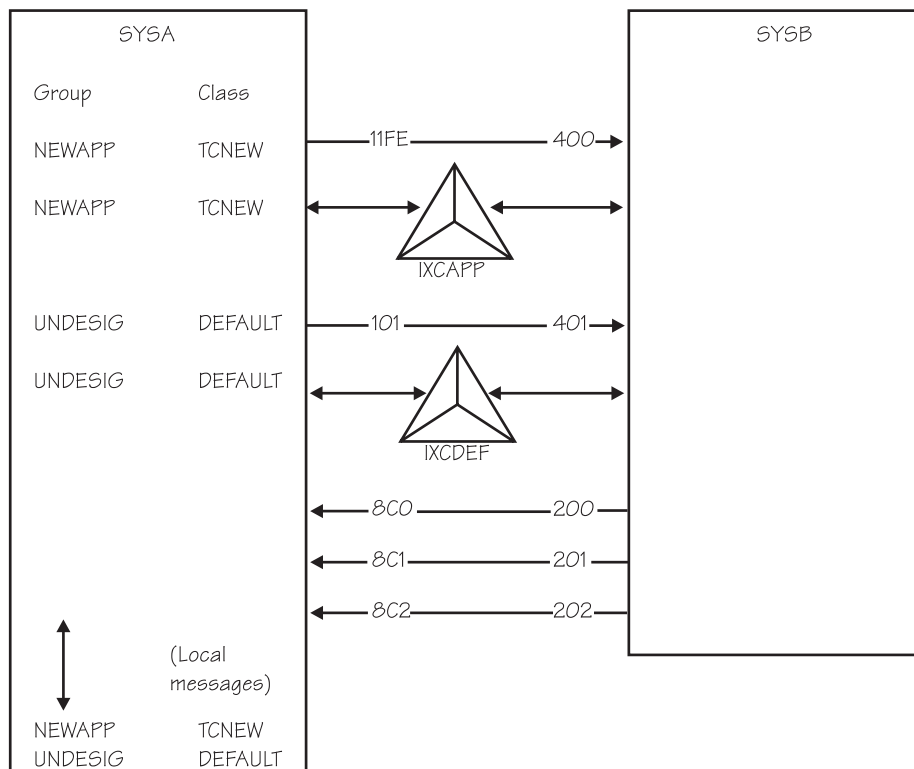 SYSA SYSB
Group Class
11FE 400
NEWAPP TCNEW
NEWAPP TCNEW
IXCAPP
UNDESIG DEFAULT 101 401
UNDESIG DEFAULT
IXCDEF
8C0 200
8C1 201
8C2 202
(Local
messages)
NEWAPP TCNEW
UNDESIG DEFAULT